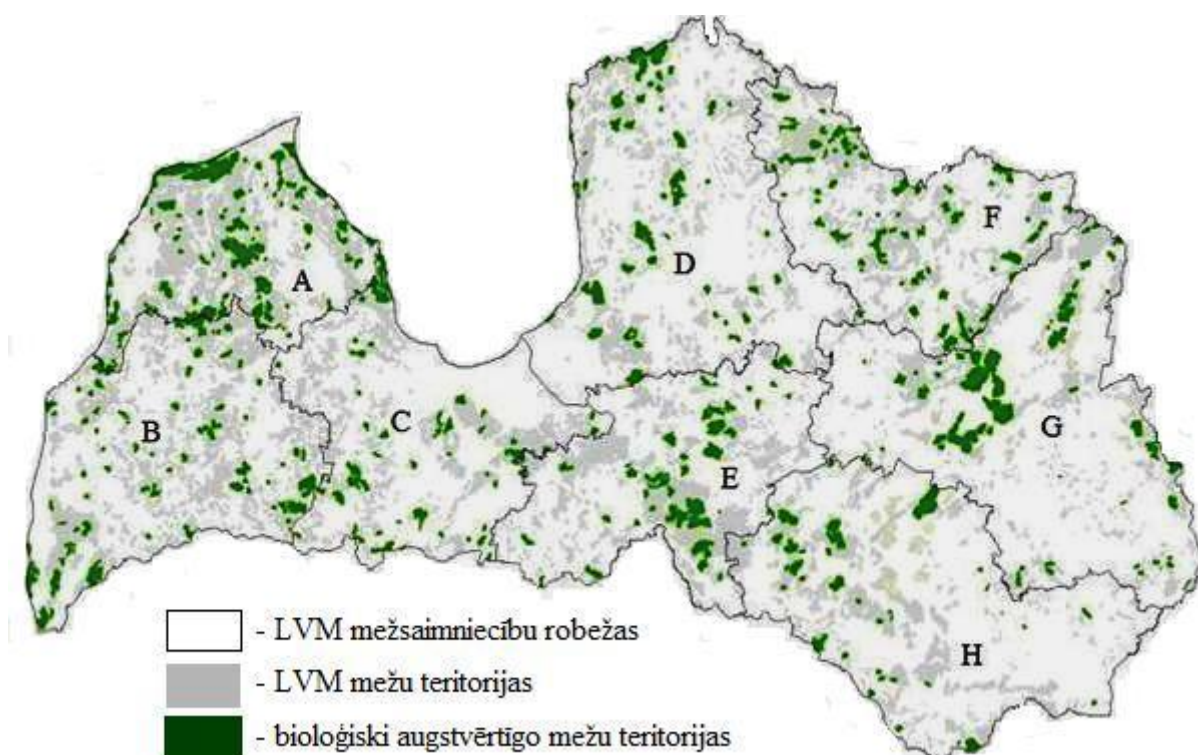 F
D
A
B
C
G
E
H
- LVM mežsaimniecību robežas
- LVM mežu teritorijas
- bioloģiski augstvērtīgo mežu teritorijas